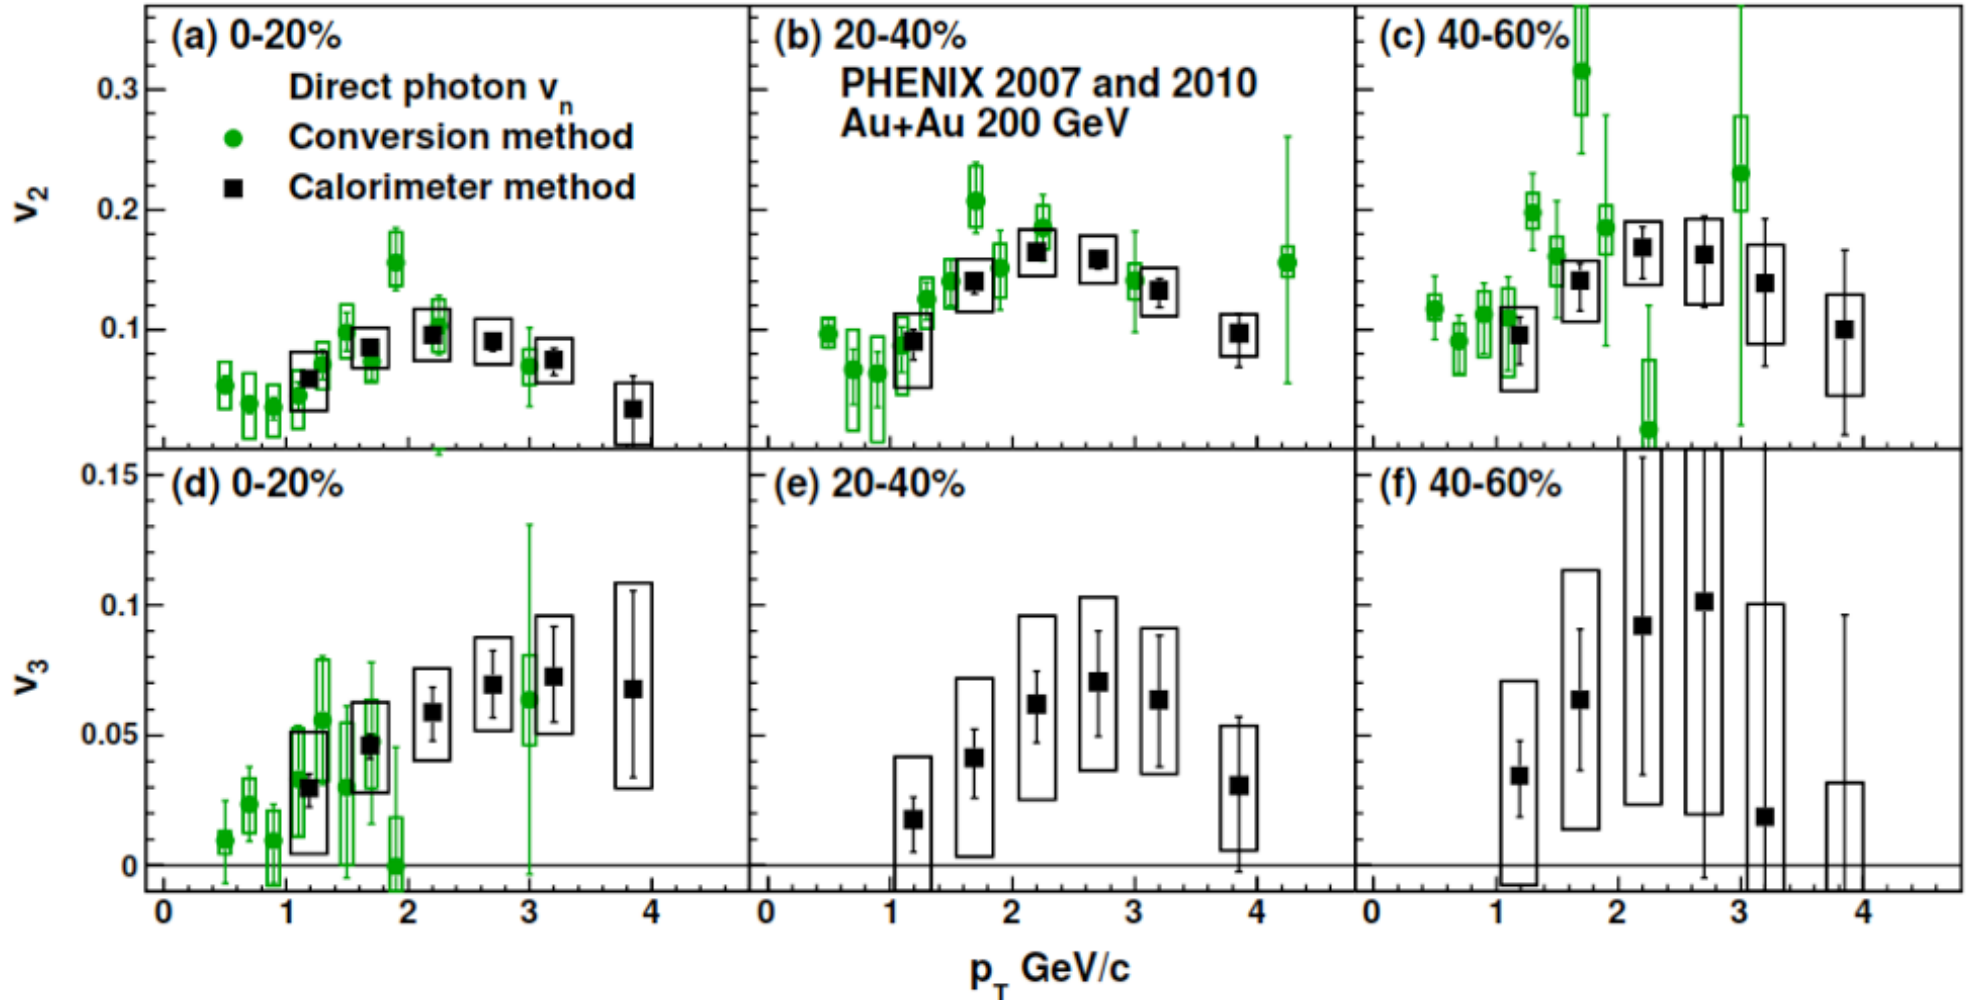 (a) 0-20%
Direct photon vn
Conversion method
Calorimeter method
(b) 20-40%
PHENIX 2007 and 2010
Au+Au 200 GeV
(c) 40-60%
v2
0.3
0.2
0.1
(d) 0-20%
(e) 20-40%
(f) 40-60%
v3
0.15
0.1
0.05
0
0 1 2 3 4
0 1 2 3 4
0 1 2 3 4
pT GeV/c